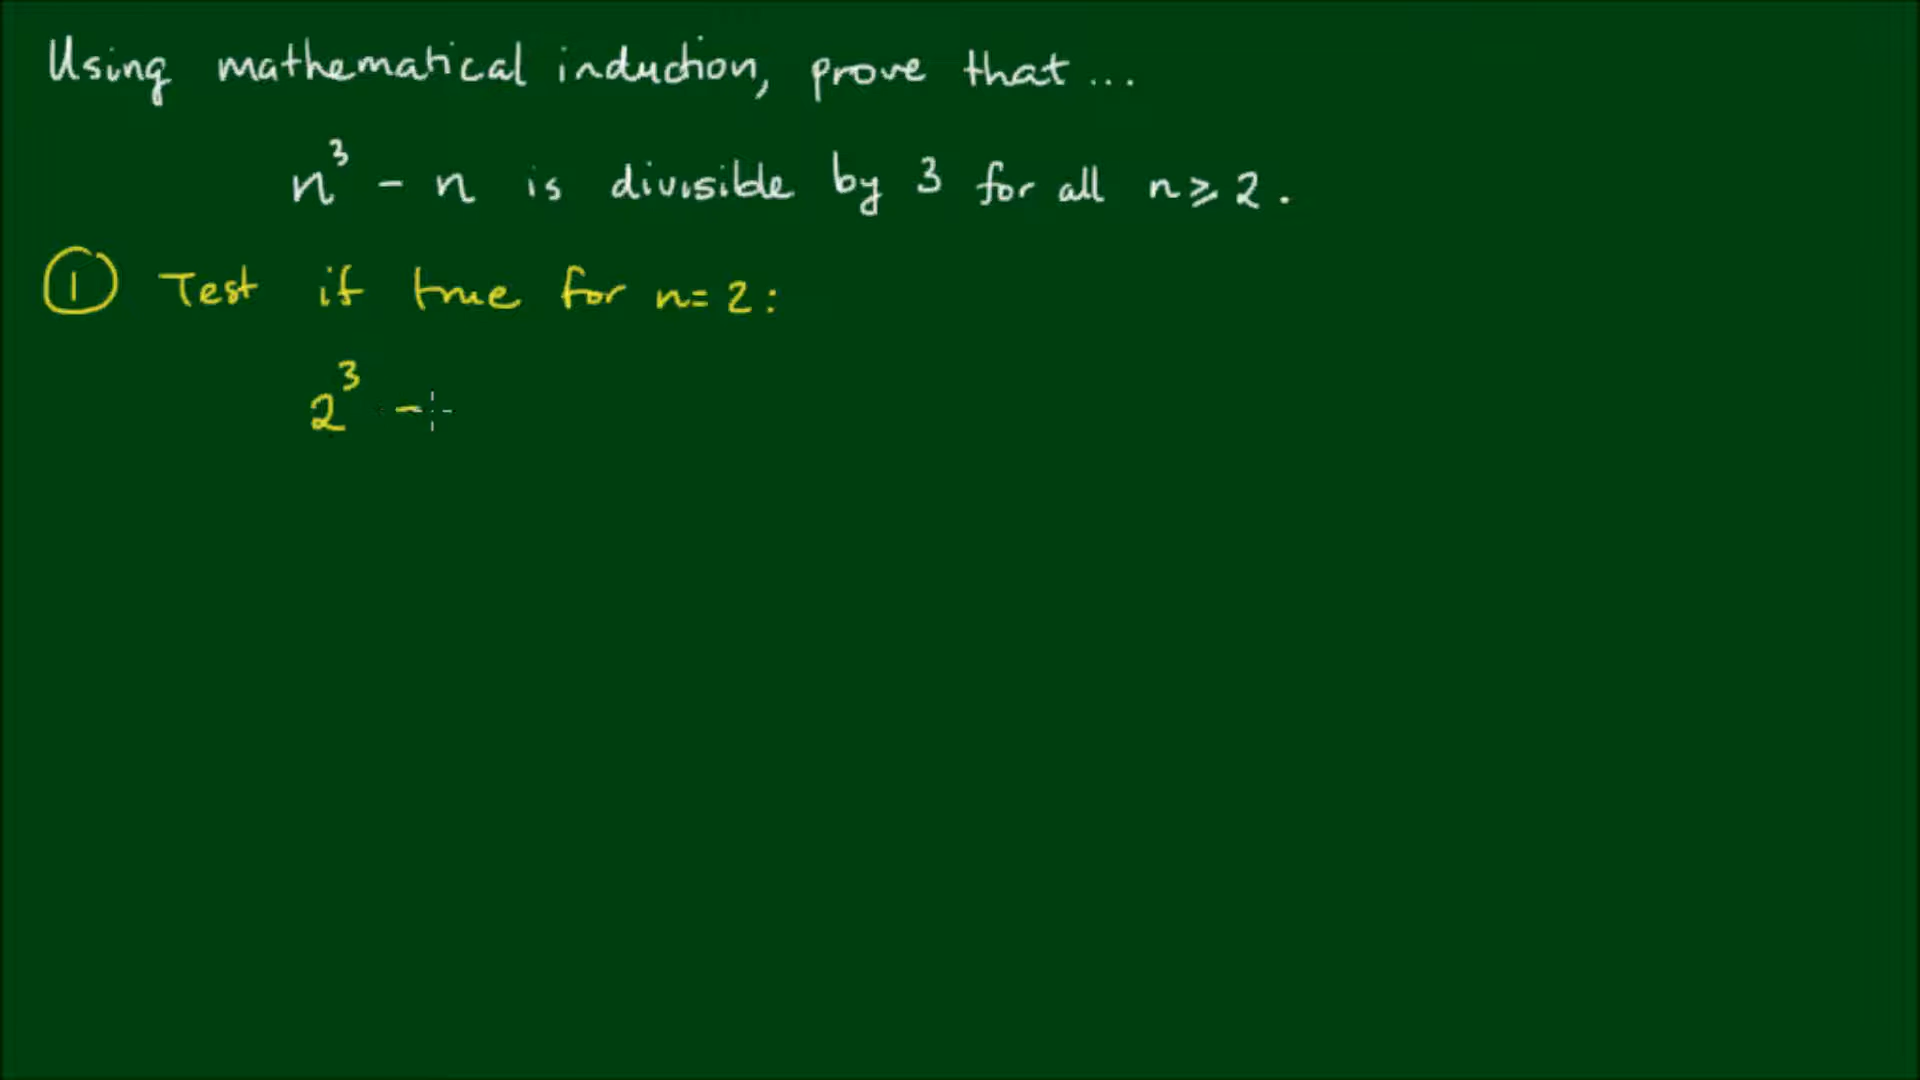 Using mathematical induction, prove that...
n³ - n is divisible by 3 for all n ⩾ 2.
① Test if true for n = 2:
2³ -